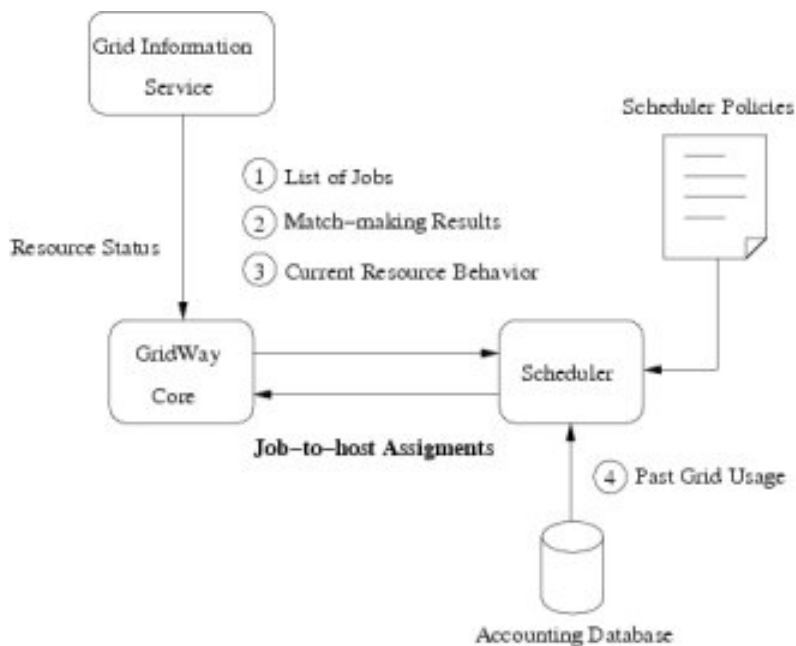 Grid Information
Service
Scheduler Policies
1 List of Jobs
2 Match-making Results
3 Current Resource Behavior
Resource Status
GridWay
Core
Scheduler
Job-to-host Assigments
4 Past Grid Usage
Accounting Database